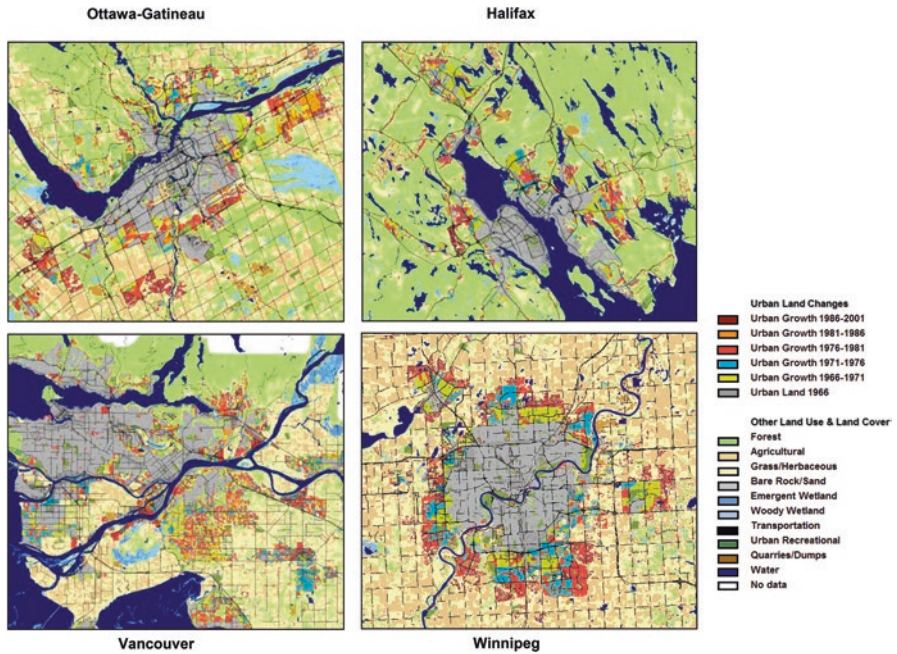 Ottawa-Gatineau
Halifax
Urban Land Changes
Urban Growth 1986-2001
Urban Growth 1981-1986
Urban Growth 1976-1981
Urban Growth 1971-1976
Urban Growth 1966-1971
Urban Land 1966
Other Land Use & Land Cover
Forest
Agricultural
Grass/Herbaceous
Bare Rock/Sand
Emergent Wetland
Woody Wetland
Transportation
Urban Recreational
Quarries/Dumps
Water
No data
Vancouver
Winnipeg